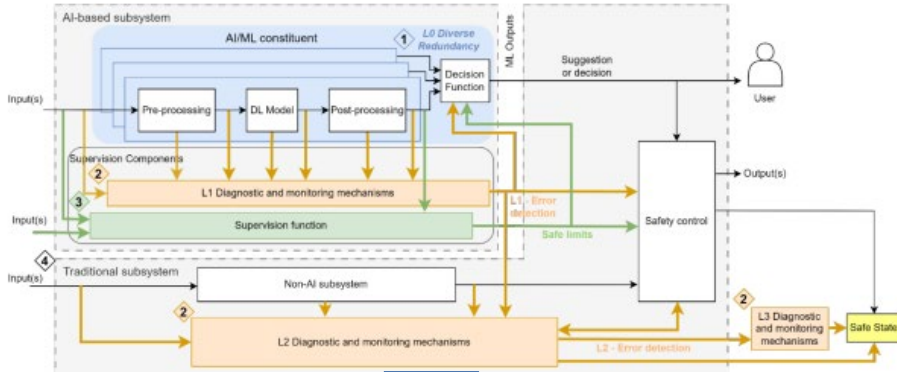 AI-based subsystem
AI/ML constituent
1
L0 Diverse
Redundancy
ML Outputs
Decision
Function
Suggestion
or decision
User
Input(s)
Pre-processing
DL Model
Post-processing
Supervision Components
2
L1 Diagnostic and monitoring mechanisms
L1 - Error
detection
3
Supervision function
Safe limits
Input(s)
Safety control
Output(s)
4
Traditional subsystem
Input(s)
Non-AI subsystem
2
L2 Diagnostic and monitoring mechanisms
L2 - Error detection
2
L3 Diagnostic
and monitoring
mechanisms
Safe State